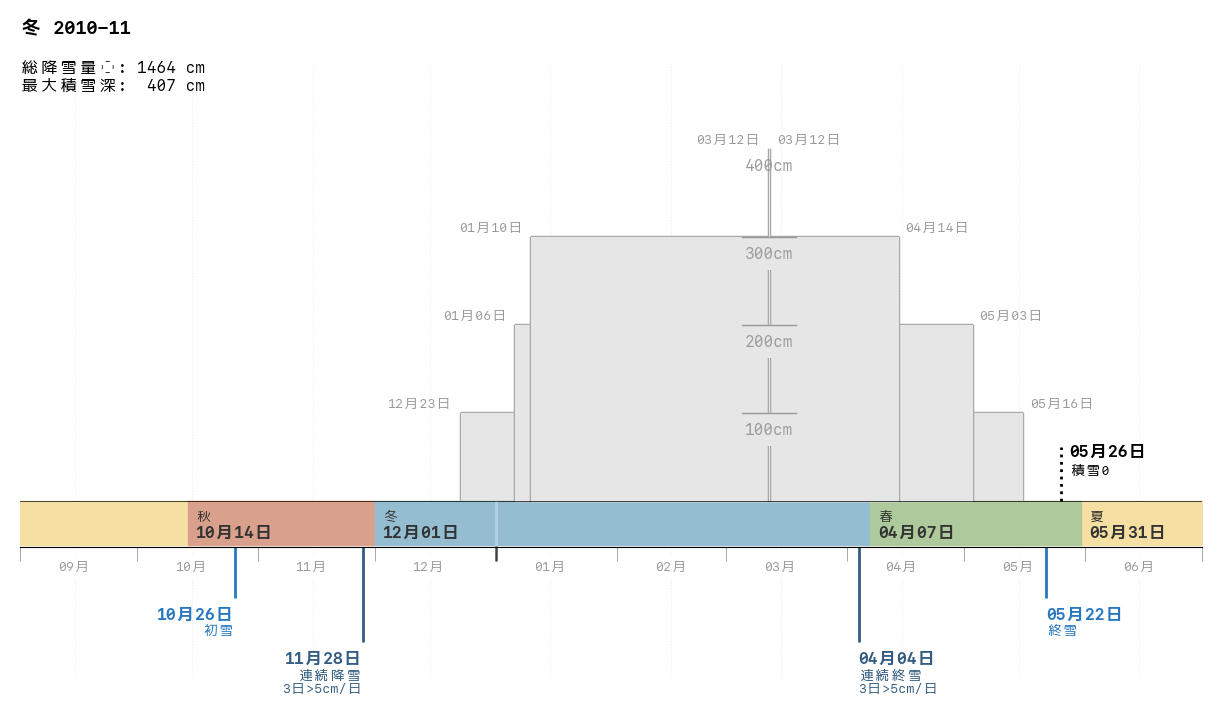 冬 2010-11
総降雪量 : 1464 cm
最大積雪深: 407 cm
03月12日 03月12日
400cm
01月10日 04月14日
300cm
01月06日 05月03日
200cm
12月23日 05月16日
100cm
05月26日
積雪0
秋 冬 春 夏
10月14日 12月01日 04月07日 05月31日
09月 10月 11月 12月 01月 02月 03月 04月 05月 06月
10月26日 05月22日
初雪 終雪
11月28日 04月04日
連続降雪 連続終雪
3日>5cm/日 3日>5cm/日